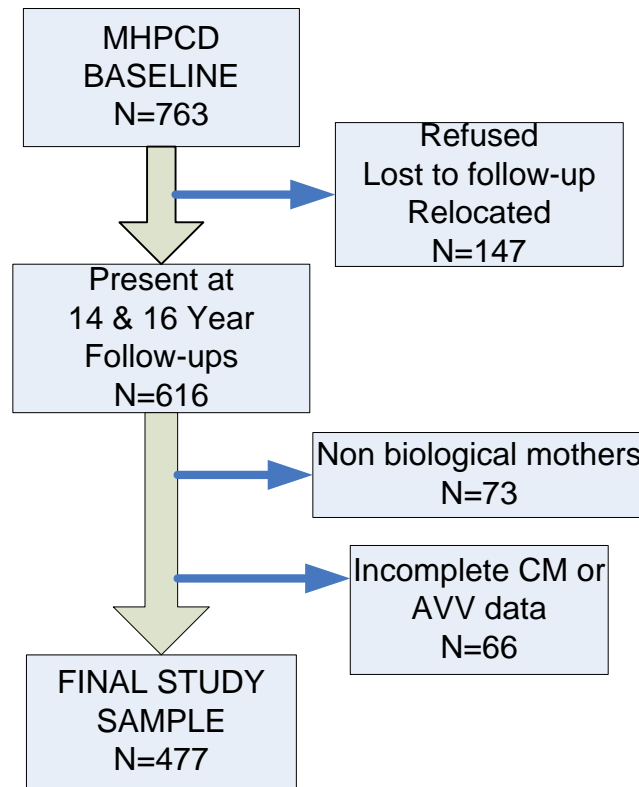 MHPCD
BASELINE
N=763
Refused
Lost to follow-up
Relocated
N=147
Present at
14 & 16 Year
Follow-ups
N=616
Non biological mothers
N=73
Incomplete CM or
AVV data
N=66
FINAL STUDY
SAMPLE
N=477